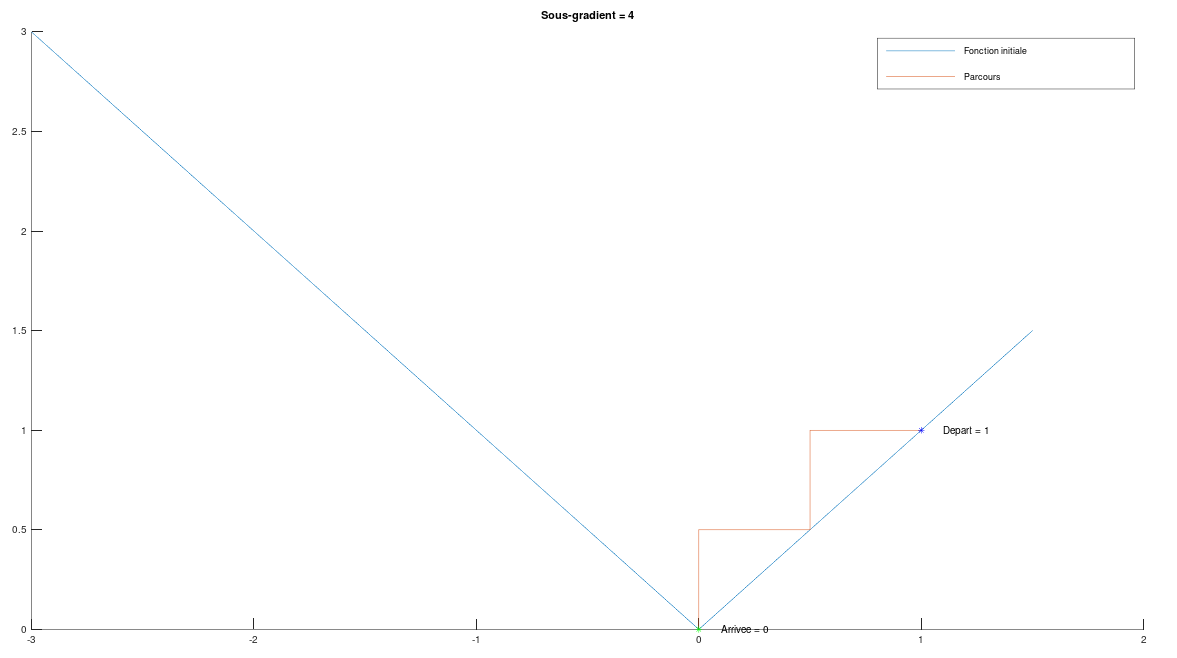 Sous-gradient = 4
Fonction initiale
Parcours
3
2.5
2
1.5
1
0.5
0
Depart = 1
Arrivee = 0
-3
-2
-1
0
1
2